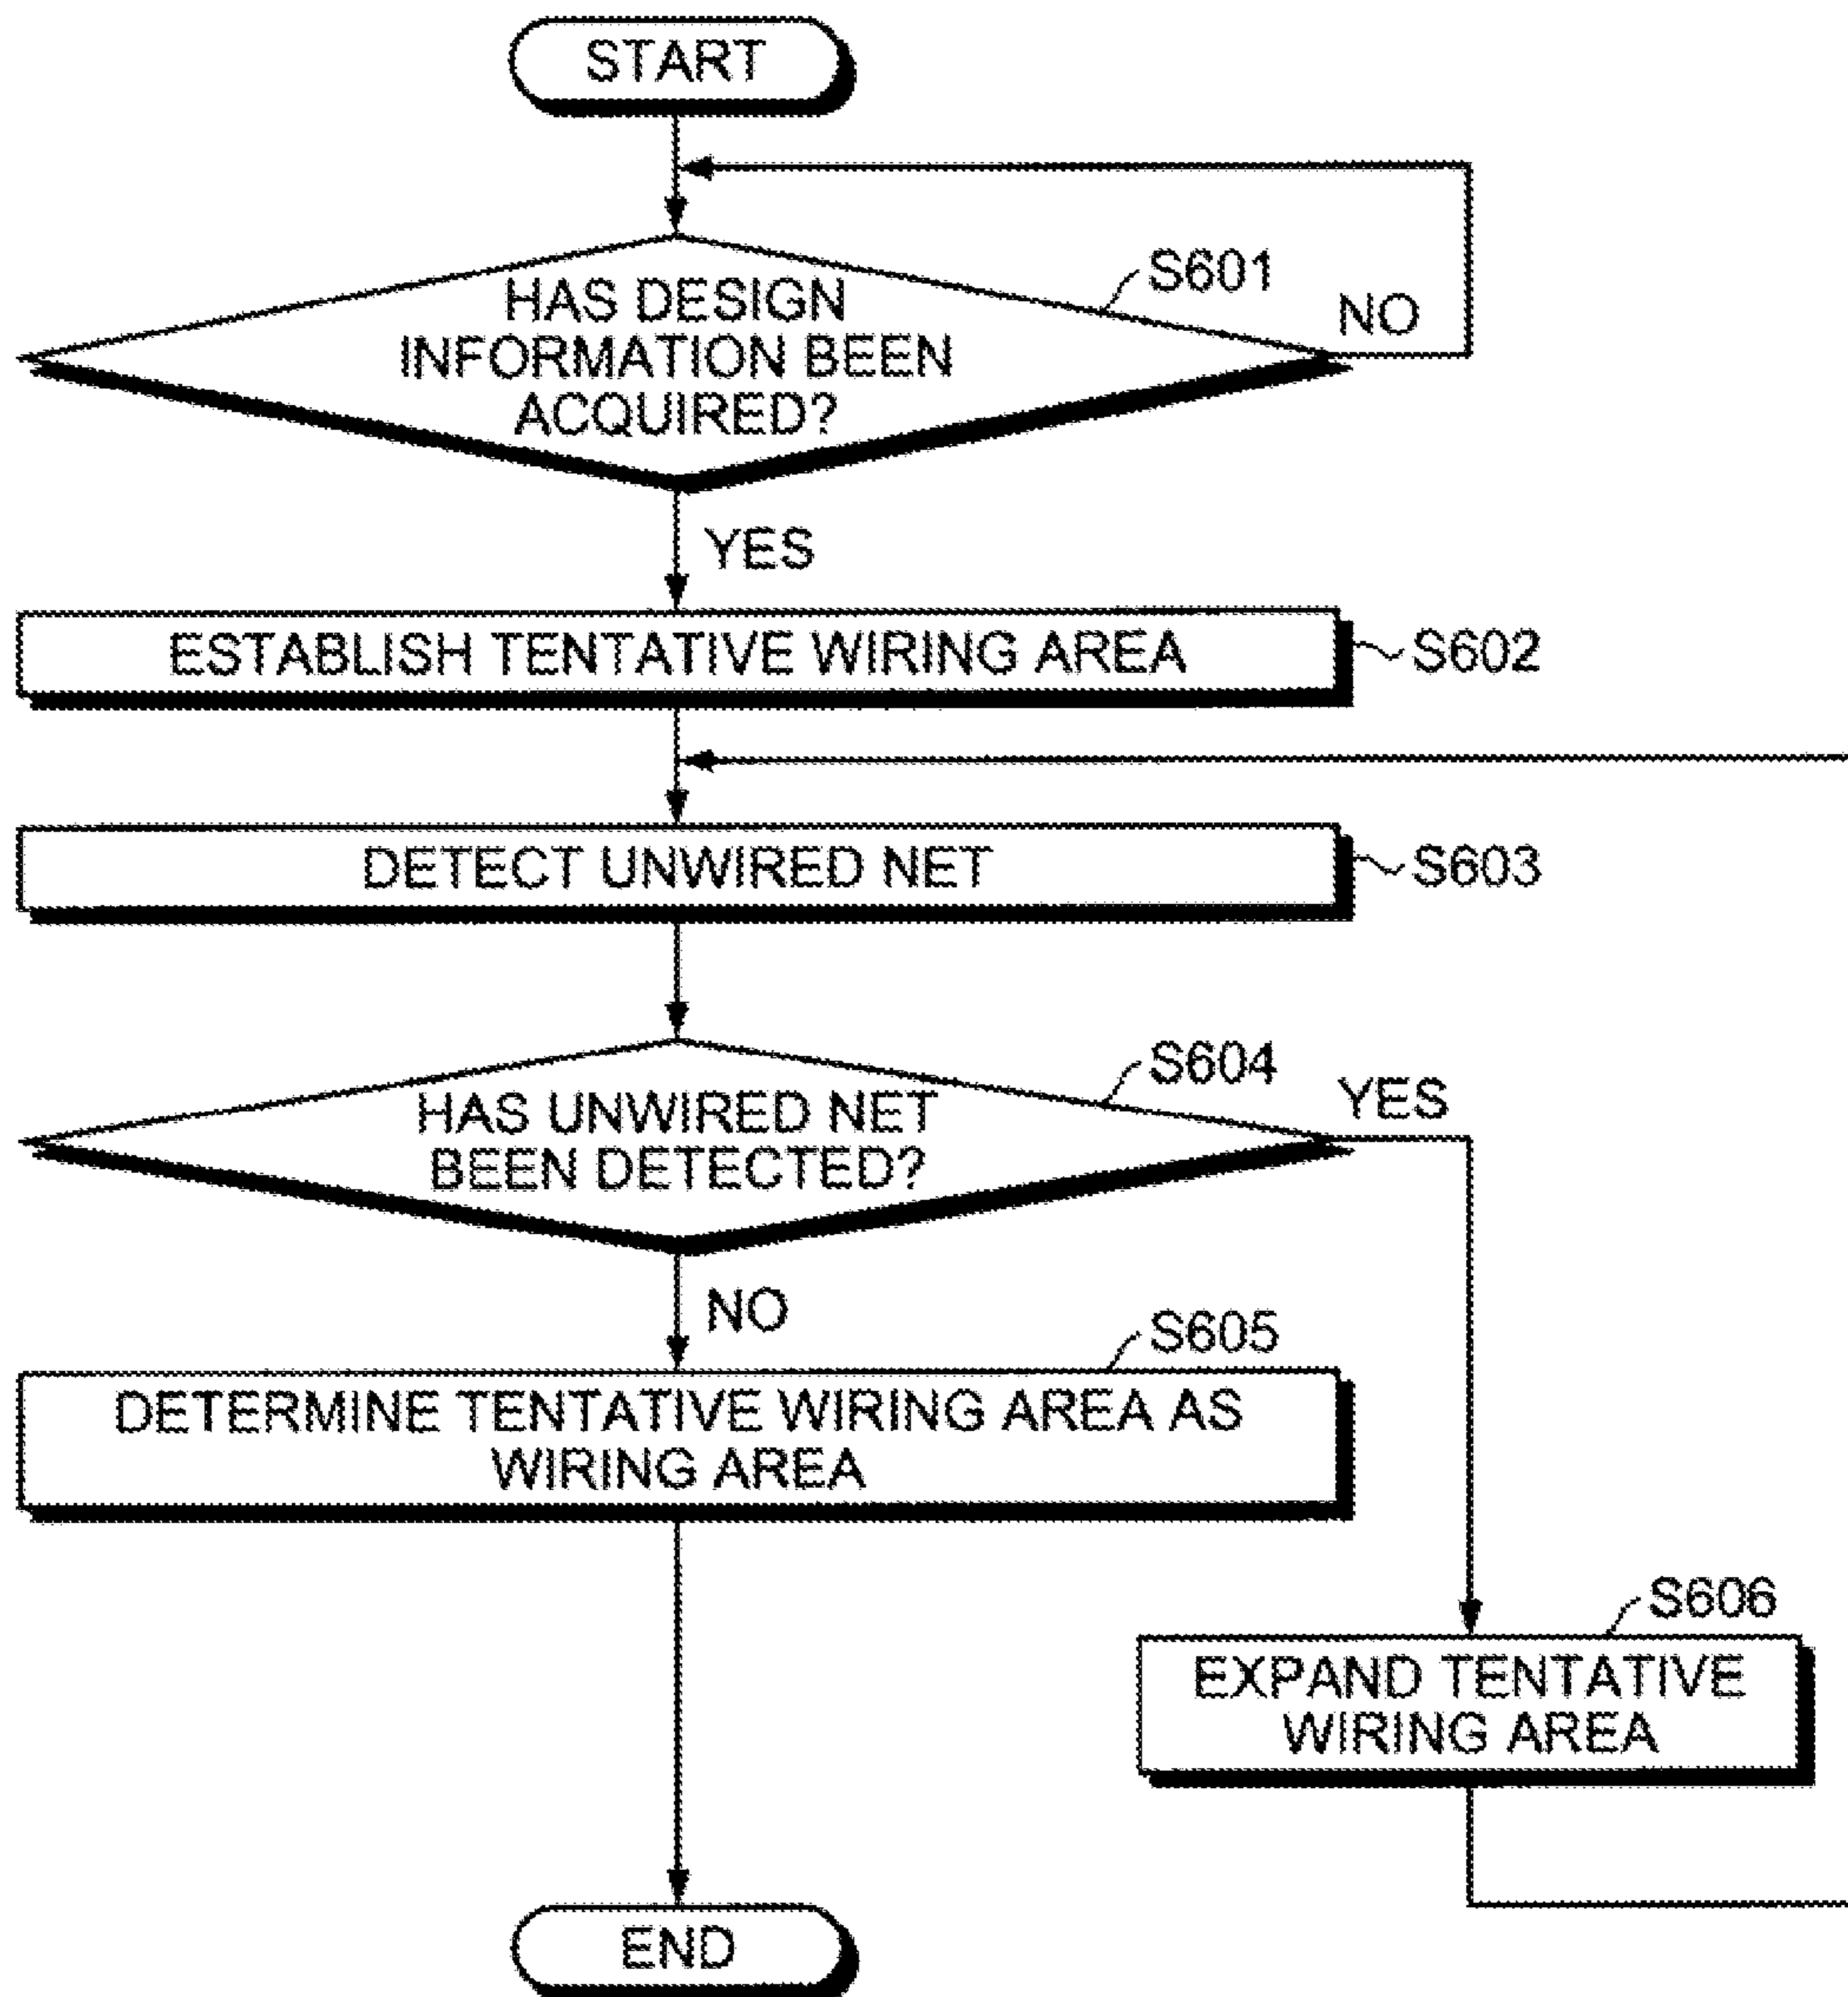 START
HAS DESIGN
INFORMATION BEEN
ACQUIRED?
S601
NO
YES
ESTABLISH TENTATIVE WIRING AREA
S602
DETECT UNWIRED NET
S603
HAS UNWIRED NET
BEEN DETECTED?
S604
YES
NO
S605
DETERMINE TENTATIVE WIRING AREA AS
WIRING AREA
S606
EXPAND TENTATIVE
WIRING AREA
END